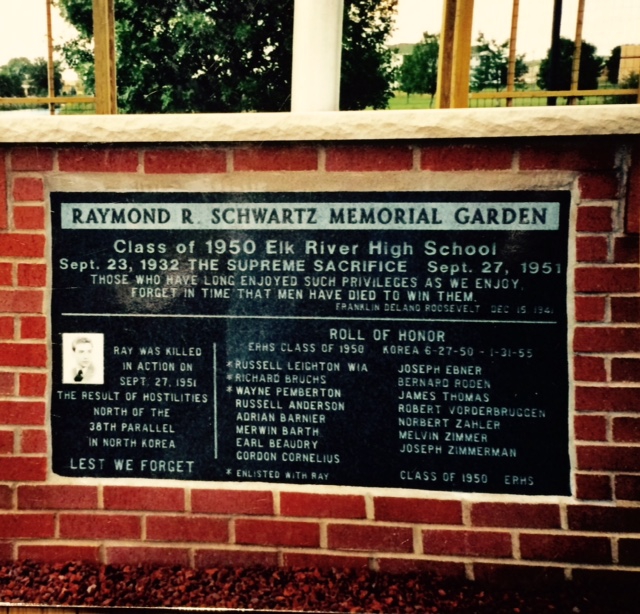 RAYMOND R. SCHWARTZ MEMORIAL GARDEN
Class of 1950 Elk River High School
Sept. 23, 1932 THE SUPREME SACRIFICE Sept. 27, 1951
THOSE WHO HAVE LONG ENJOYED SUCH PRIVILEGES AS WE ENJOY,
FORGET IN TIME THAT MEN HAVE DIED TO WIN THEM.
FRANKLIN DELANO ROOSEVELT DEC 15 1941
RAY WAS KILLED
IN ACTION ON
SEPT. 27, 1951
THE RESULT OF HOSTILITIES
NORTH OF THE
38TH PARALLEL
IN NORTH KOREA
LEST WE FORGET
ROLL OF HONOR
ERHS CLASS OF 1950 KOREA 6-27-50 - 1-31-55
*RUSSELL LEIGHTON WIA
*RICHARD BRUCHS
*WAYNE PEMBERTON
RUSSELL ANDERSON
ADRIAN BARNIER
MERWIN BARTH
EARL BEAUDRY
GORDON CORNELIUS
* ENLISTED WITH RAY
JOSEPH EBNER
BERNARD RODEN
JAMES THOMAS
ROBERT VORDERBRUGGEN
NORBERT ZAHLER
MELVIN ZIMMER
JOSEPH ZIMMERMAN
CLASS OF 1950 ERHS